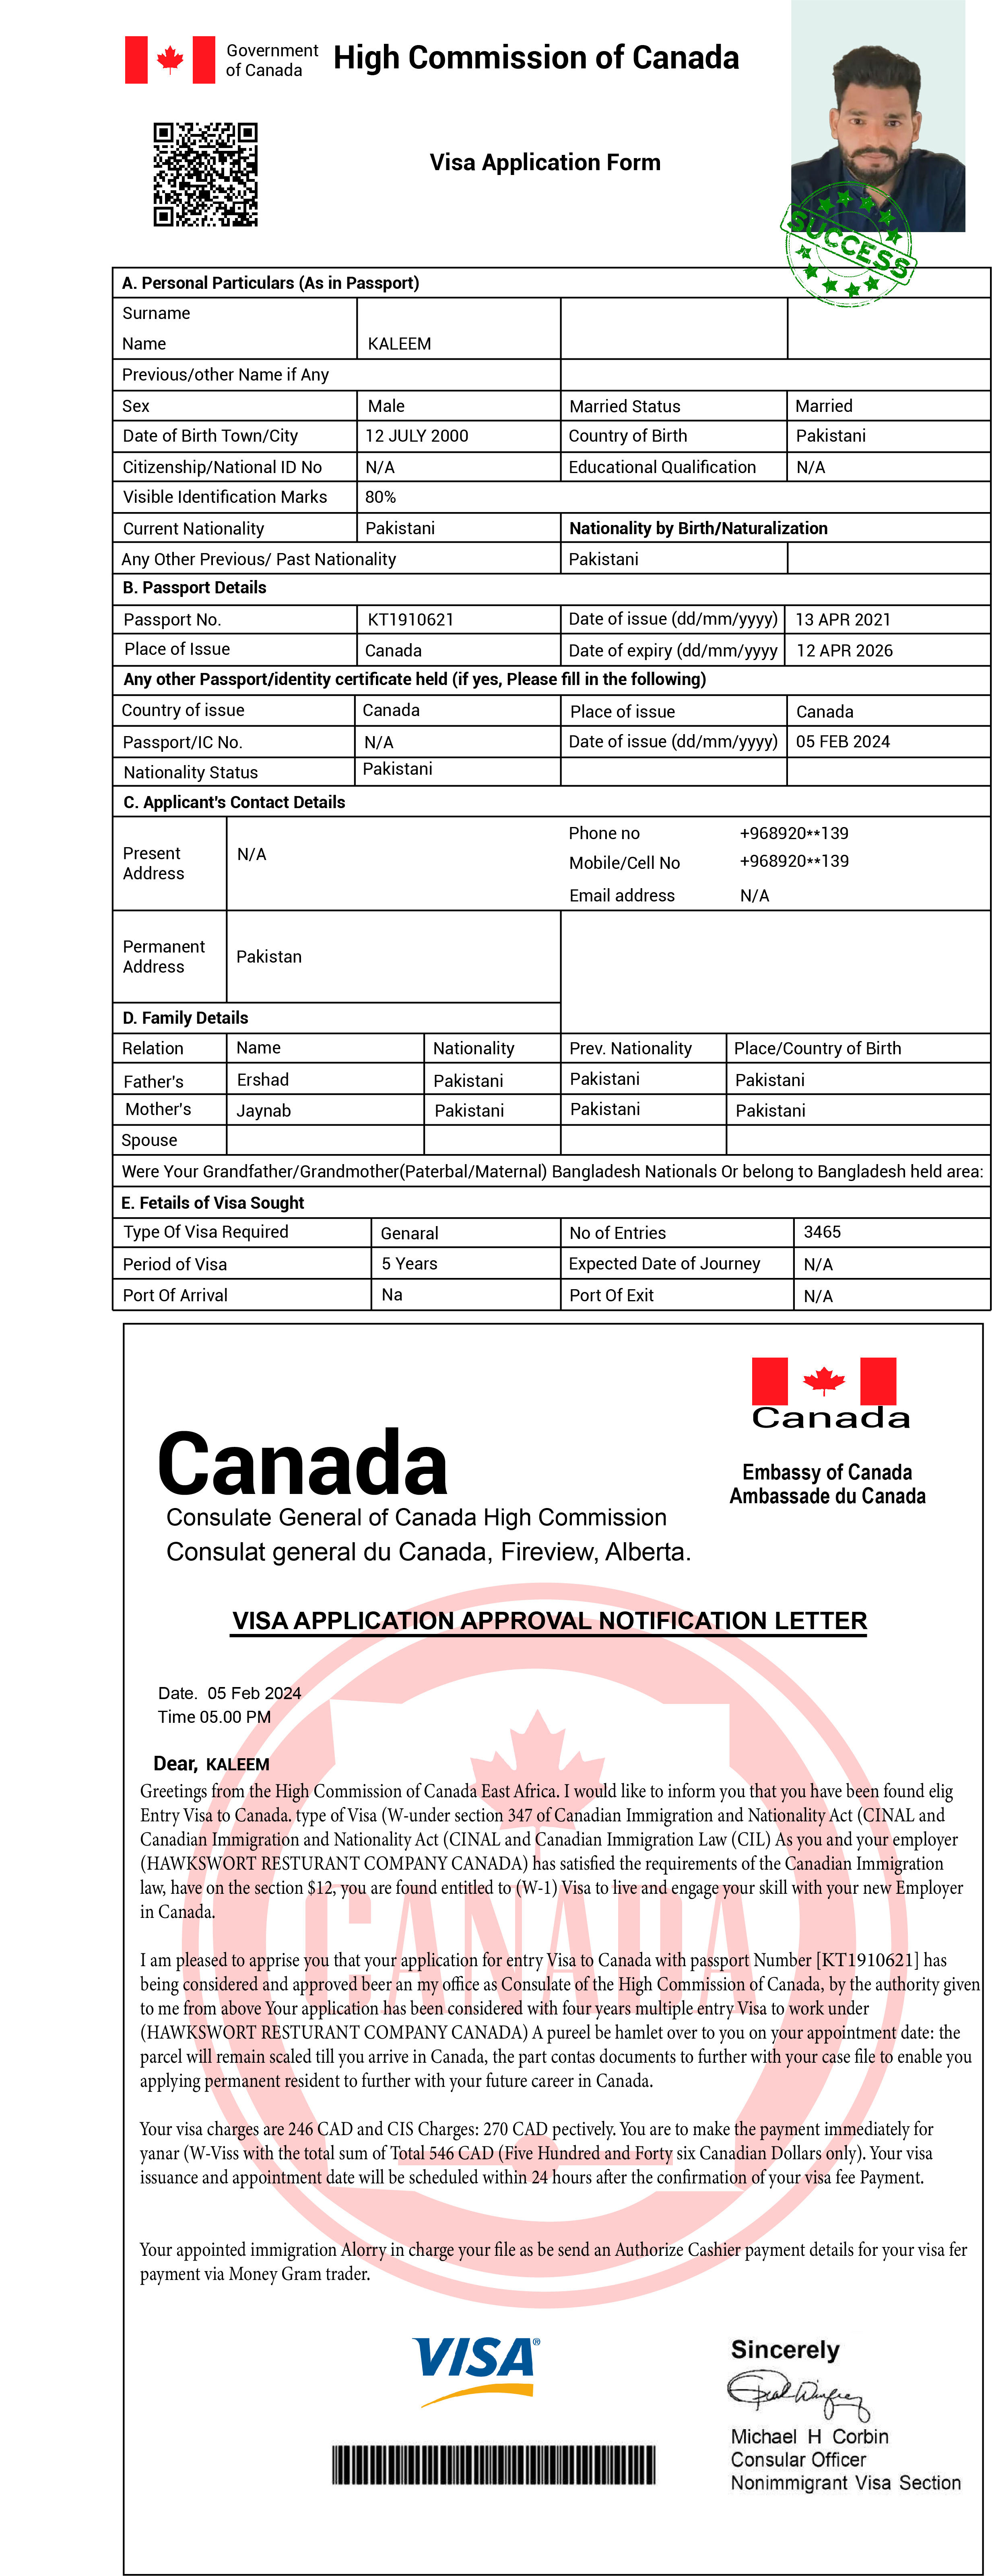 Government
of Canada
High Commission of Canada
Visa Application Form
SUCCESS
A. Personal Particulars (As in Passport)
Surname
Name KALEEM
Previous/other Name if Any
Sex Male Married Status Married
Date of Birth Town/City 12 JULY 2000 Country of Birth Pakistani
Citizenship/National ID No N/A Educational Qualification N/A
Visible Identification Marks 80%
Current Nationality Pakistani Nationality by Birth/Naturalization
Any Other Previous/ Past Nationality Pakistani
B. Passport Details
Passport No. KT1910621 Date of issue (dd/mm/yyyy) 13 APR 2021
Place of Issue Canada Date of expiry (dd/mm/yyyy 12 APR 2026
Any other Passport/identity certificate held (if yes, Please fill in the following)
Country of issue Canada Place of issue Canada
Passport/IC No. N/A Date of issue (dd/mm/yyyy) 05 FEB 2024
Nationality Status Pakistani
C. Applicant's Contact Details
Present
Address
N/A
Phone no +968920**139
Mobile/Cell No +968920**139
Email address N/A
Permanent
Address
Pakistan
D. Family Details
Relation Name Nationality Prev. Nationality Place/Country of Birth
Father's Ershad Pakistani Pakistani Pakistani
Mother's Jaynab Pakistani Pakistani Pakistani
Spouse
Were Your Grandfather/Grandmother(Paterbal/Maternal) Bangladesh Nationals Or belong to Bangladesh held area:
E. Fetails of Visa Sought
Type Of Visa Required Genaral No of Entries 3465
Period of Visa 5 Years Expected Date of Journey N/A
Port Of Arrival Na Port Of Exit N/A
Canada
Embassy of Canada
Ambassade du Canada
Canada
Consulate General of Canada High Commission
Consulat general du Canada, Fireview, Alberta.
VISA APPLICATION APPROVAL NOTIFICATION LETTER
Date. 05 Feb 2024
Time 05.00 PM
Dear, KALEEM
Greetings from the High Commission of Canada East Africa. I would like to inform you that you have been found elig
Entry Visa to Canada. type of Visa (W-under section 347 of Canadian Immigration and Nationality Act (CINAL and
Canadian Immigration and Nationality Act (CINAL and Canadian Immigration Law (CIL) As you and your employer
(HAWKSWORT RESTURANT COMPANY CANADA) has satisfied the requirements of the Canadian Immigration
law, have on the section $12, you are found entitled to (W-1) Visa to live and engage your skill with your new Employer
in Canada.
CANADA
I am pleased to apprise you that your application for entry Visa to Canada with passport Number [KT1910621] has
being considered and approved beer an my office as Consulate of the High Commission of Canada, by the authority given
to me from above Your application has been considered with four years multiple entry Visa to work under
(HAWKSWORT RESTURANT COMPANY CANADA) A pureel be hamlet over to you on your appointment date: the
parcel will remain scaled till you arrive in Canada, the part contas documents to further with your case file to enable you
applying permanent resident to further with your future career in Canada.
Your visa charges are 246 CAD and CIS Charges: 270 CAD pectively. You are to make the payment immediately for
yanar (W-Viss with the total sum of Total 546 CAD (Five Hundred and Forty six Canadian Dollars only). Your visa
issuance and appointment date will be scheduled within 24 hours after the confirmation of your visa fee Payment.
Your appointed immigration Alorry in charge your file as be send an Authorize Cashier payment details for your visa fer
payment via Money Gram trader.
VISA®
Sincerely
Michael H Corbin
Consular Officer
Nonimmigrant Visa Section